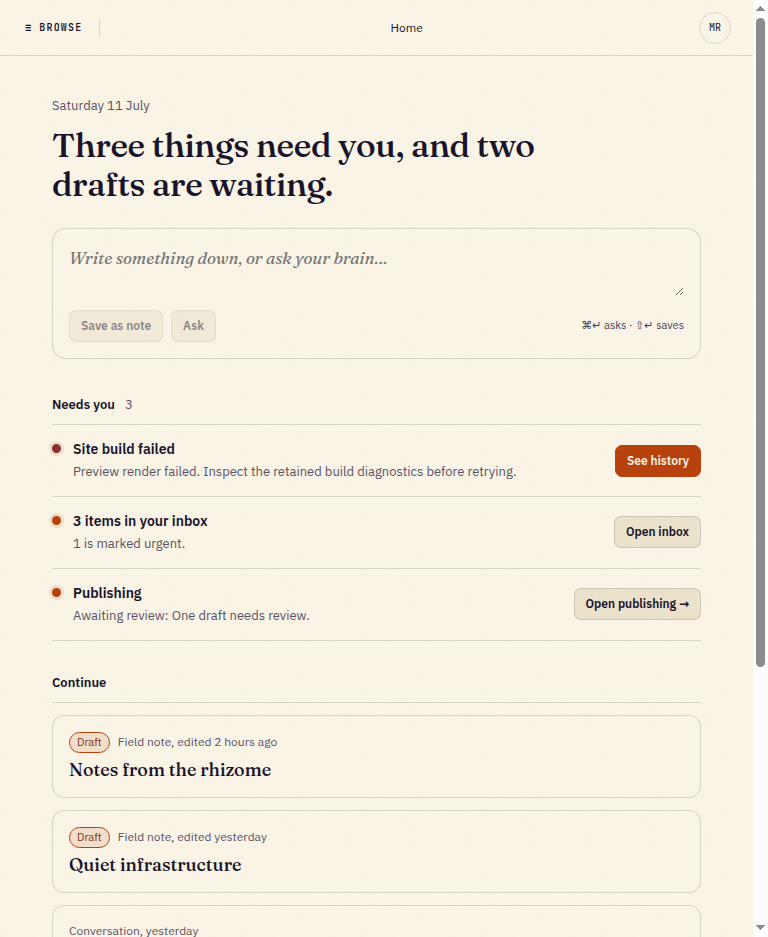 ≡ BROWSE
Home
MR
Saturday 11 July
Three things need you, and two
drafts are waiting.
Write something down, or ask your brain...
Save as note
Ask
⌘↵ asks · ⇧↵ saves
Needs you 3
Site build failed
Preview render failed. Inspect the retained build diagnostics before retrying.
See history
3 items in your inbox
1 is marked urgent.
Open inbox
Publishing
Awaiting review: One draft needs review.
Open publishing →
Continue
Draft Field note, edited 2 hours ago
Notes from the rhizome
Draft Field note, edited yesterday
Quiet infrastructure
Conversation, yesterday